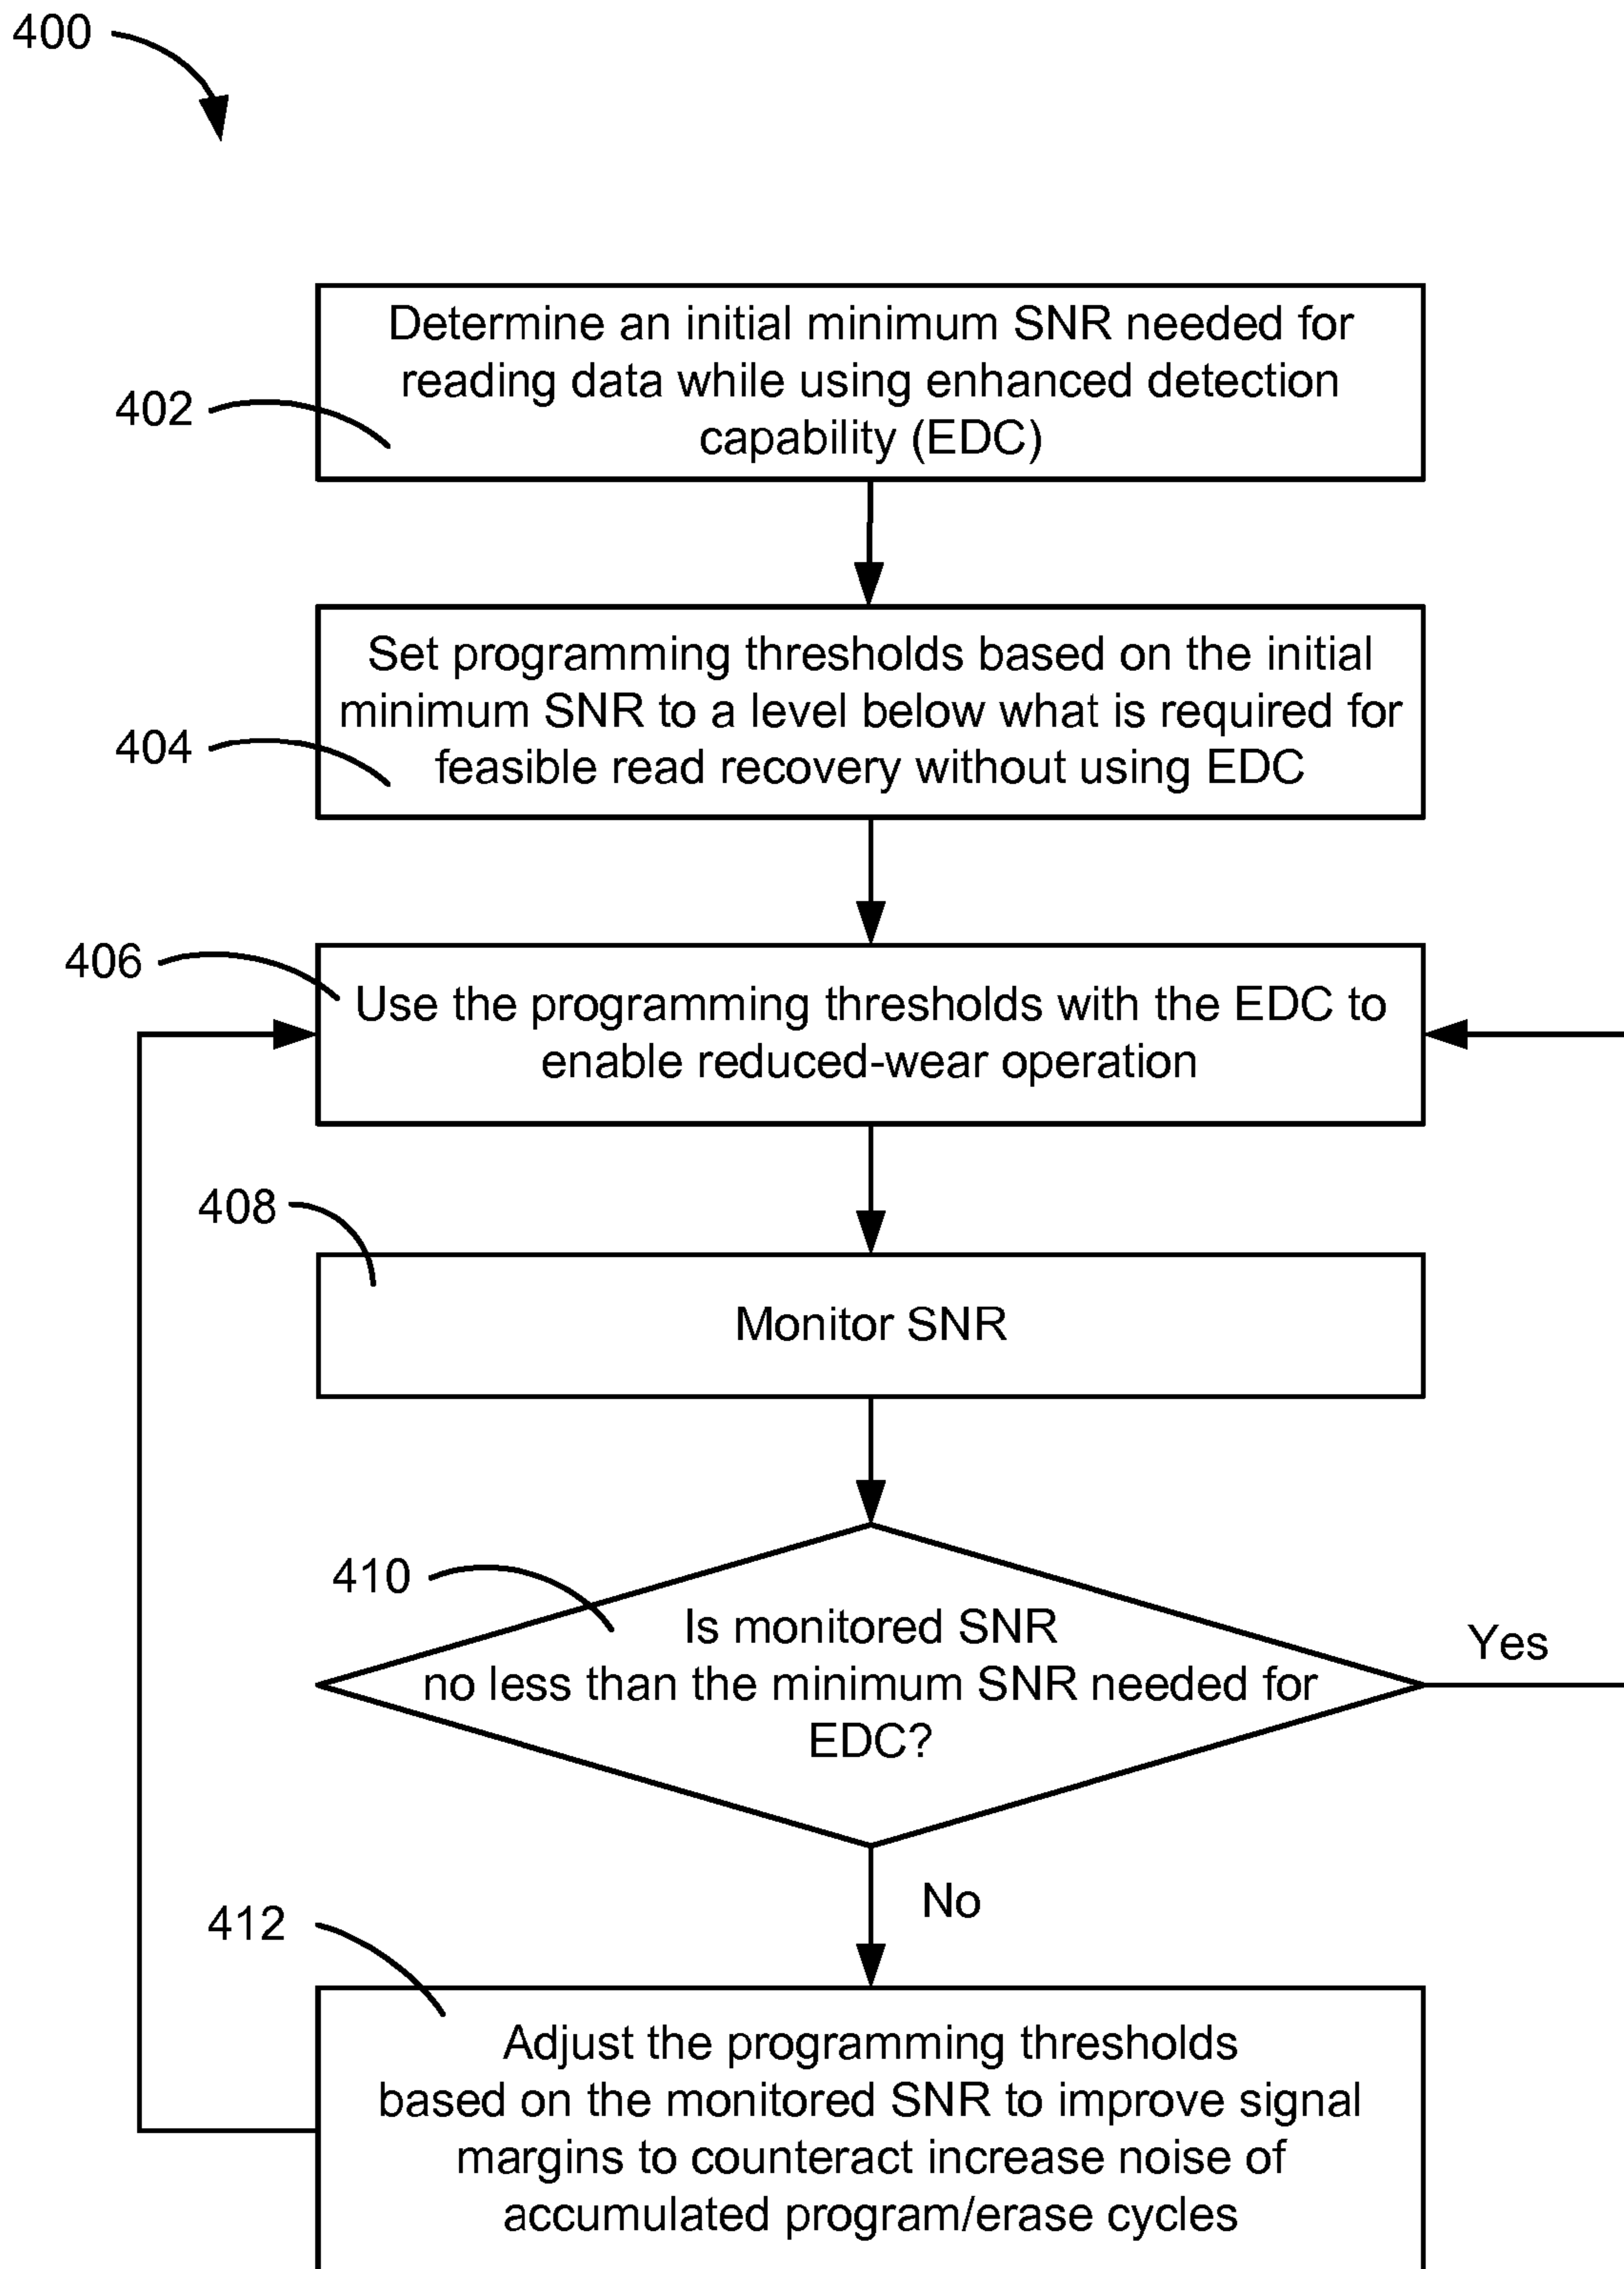 400
Determine an initial minimum SNR needed for
reading data while using enhanced detection
capability (EDC)
402
Set programming thresholds based on the initial
minimum SNR to a level below what is required for
feasible read recovery without using EDC
404
406
Use the programming thresholds with the EDC to
enable reduced-wear operation
408
Monitor SNR
410
Is monitored SNR
no less than the minimum SNR needed for
EDC?
Yes
No
412
Adjust the programming thresholds
based on the monitored SNR to improve signal
margins to counteract increase noise of
accumulated program/erase cycles